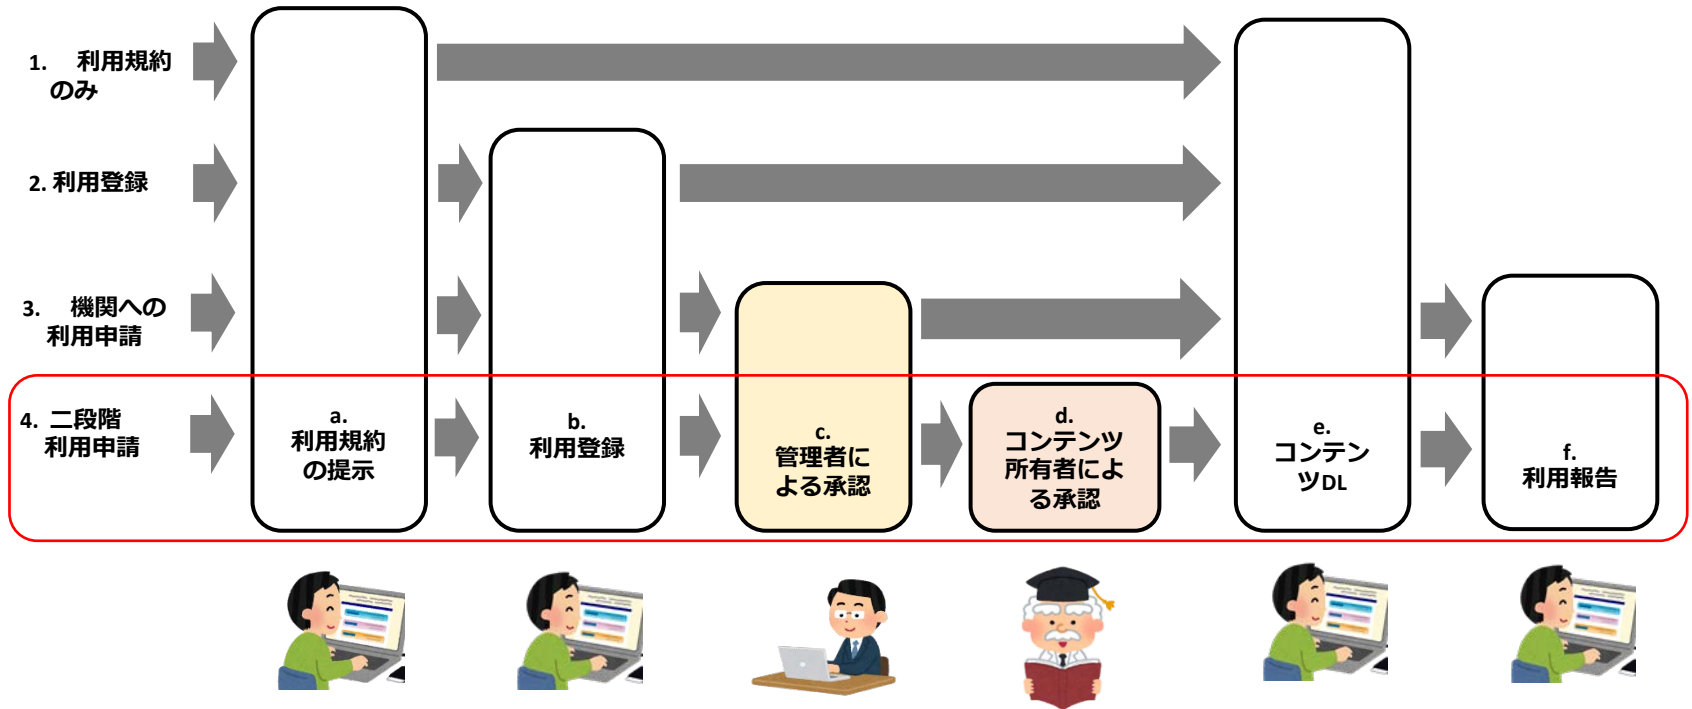 1. 利用規約
のみ
2. 利用登録
3. 機関への
利用申請
4. 二段階
利用申請
a.
利用規約
の提示
b.
利用登録
c.
管理者に
よる承認
d.
コンテンツ
所有者によ
る承認
e.
コンテン
ツDL
f.
利用報告